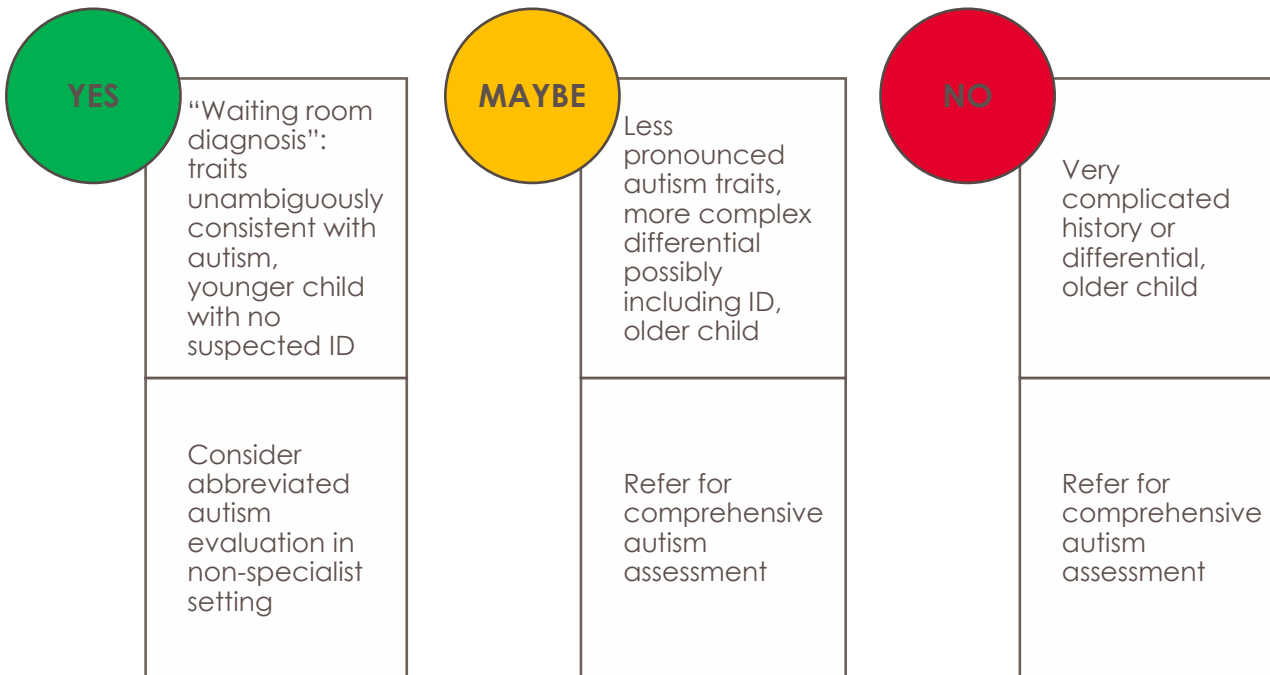 YES
“Waiting room
diagnosis”:
traits
unambiguously
consistent with
autism,
younger child
with no
suspected ID
Consider
abbreviated
autism
evaluation in
non-specialist
setting
MAYBE
Less
pronounced
autism traits,
more complex
differential
possibly
including ID,
older child
Refer for
comprehensive
autism
assessment
NO
Very
complicated
history or
differential,
older child
Refer for
comprehensive
autism
assessment